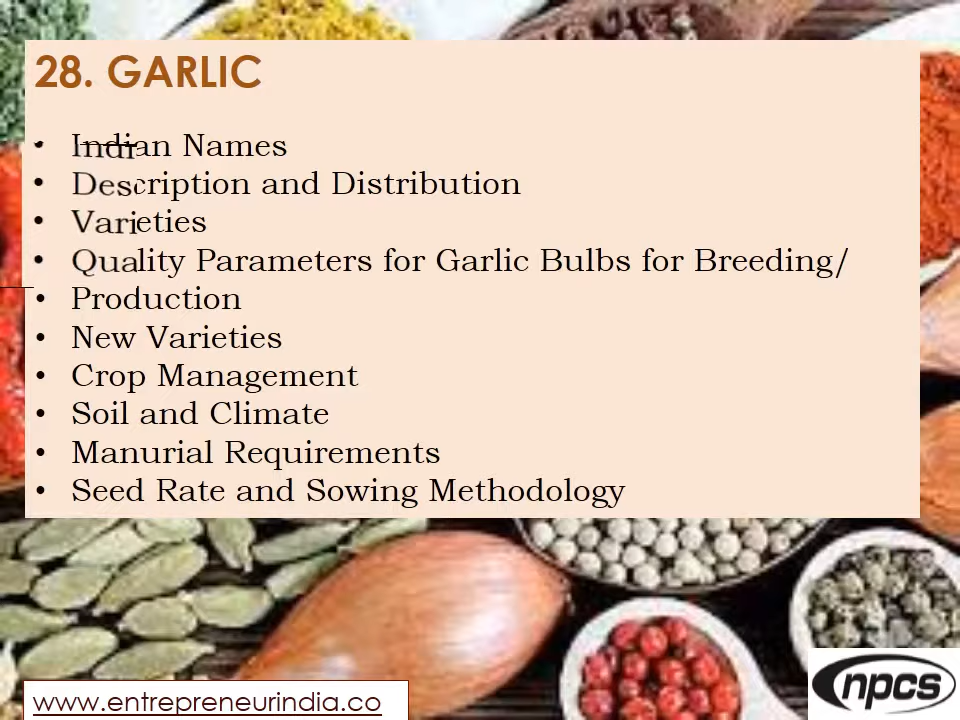 28. GARLIC
• Indian Names
• Description and Distribution
• Varieties
• Quality Parameters for Garlic Bulbs for Breeding/
• Production
• New Varieties
• Crop Management
• Soil and Climate
• Manurial Requirements
• Seed Rate and Sowing Methodology
www.entrepreneurindia.co
npcs